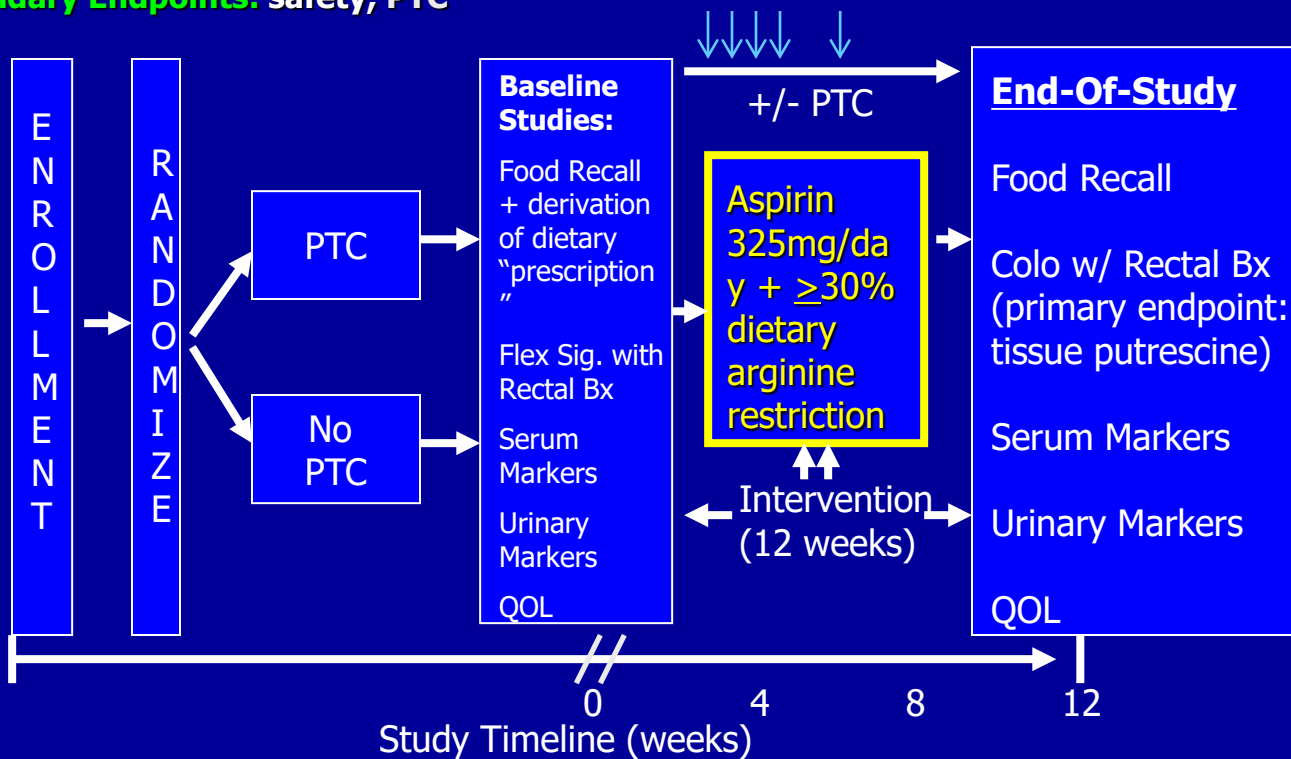 ndary Endpoints: safety, PTC
E
N
R
O
L
L
M
E
N
T
R
A
N
D
O
M
I
Z
E
PTC
No
PTC
Baseline
Studies:
Food Recall
+ derivation
of dietary
“prescription
”
Flex Sig. with
Rectal Bx
Serum
Markers
Urinary
Markers
QOL
+/- PTC
Aspirin
325mg/da
y + >30%
dietary
arginine
restriction
Intervention
(12 weeks)
End-Of-Study
Food Recall
Colo w/ Rectal Bx
(primary endpoint:
tissue putrescine)
Serum Markers
Urinary Markers
QOL
0 4 8 12
Study Timeline (weeks)